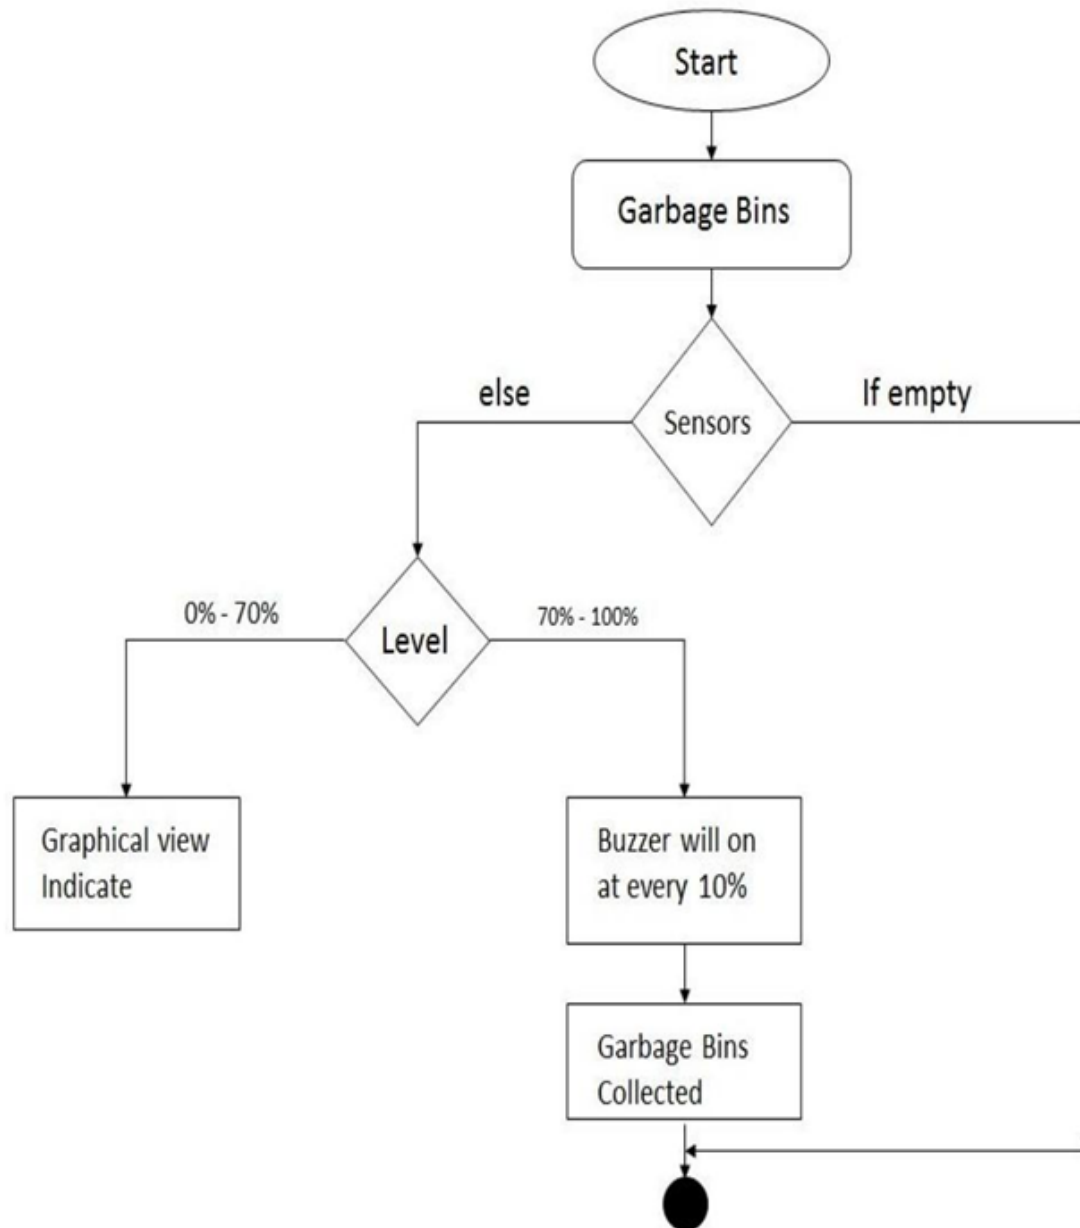 Start
Garbage Bins
else
If empty
Sensors
0% - 70%
70% - 100%
Level
Graphical view
Indicate
Buzzer will on
at every 10%
Garbage Bins
Collected